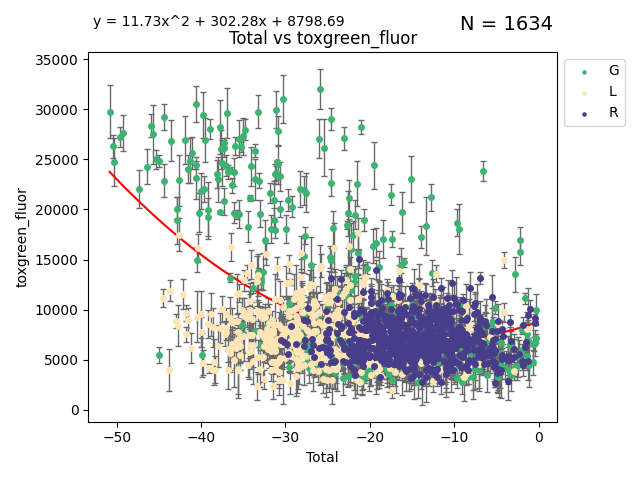 y = 11.73x^2 + 302.28x + 8798.69
N = 1634
Total vs toxgreen_fluor
35000
30000
25000
20000
15000
10000
5000
0
toxgreen_fluor
−50
−40
−30
−20
−10
0
Total
G
L
R